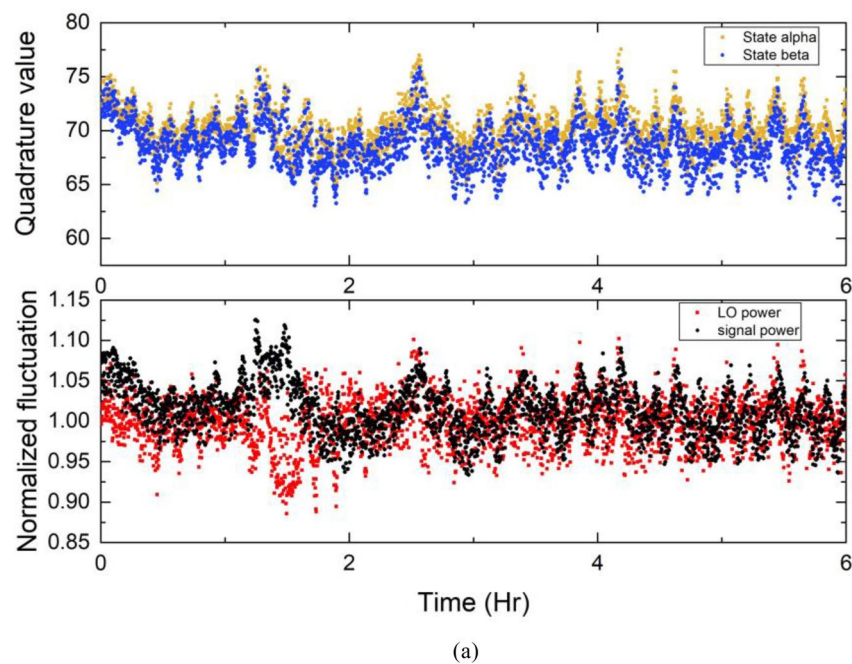 80
75
70
65
60
Quadrature value
State alpha
State beta
0
2
4
6
1.15
1.10
1.05
1.00
0.95
0.90
0.85
Normalized fluctuation
LO power
signal power
0
2
4
6
Time (Hr)
(a)